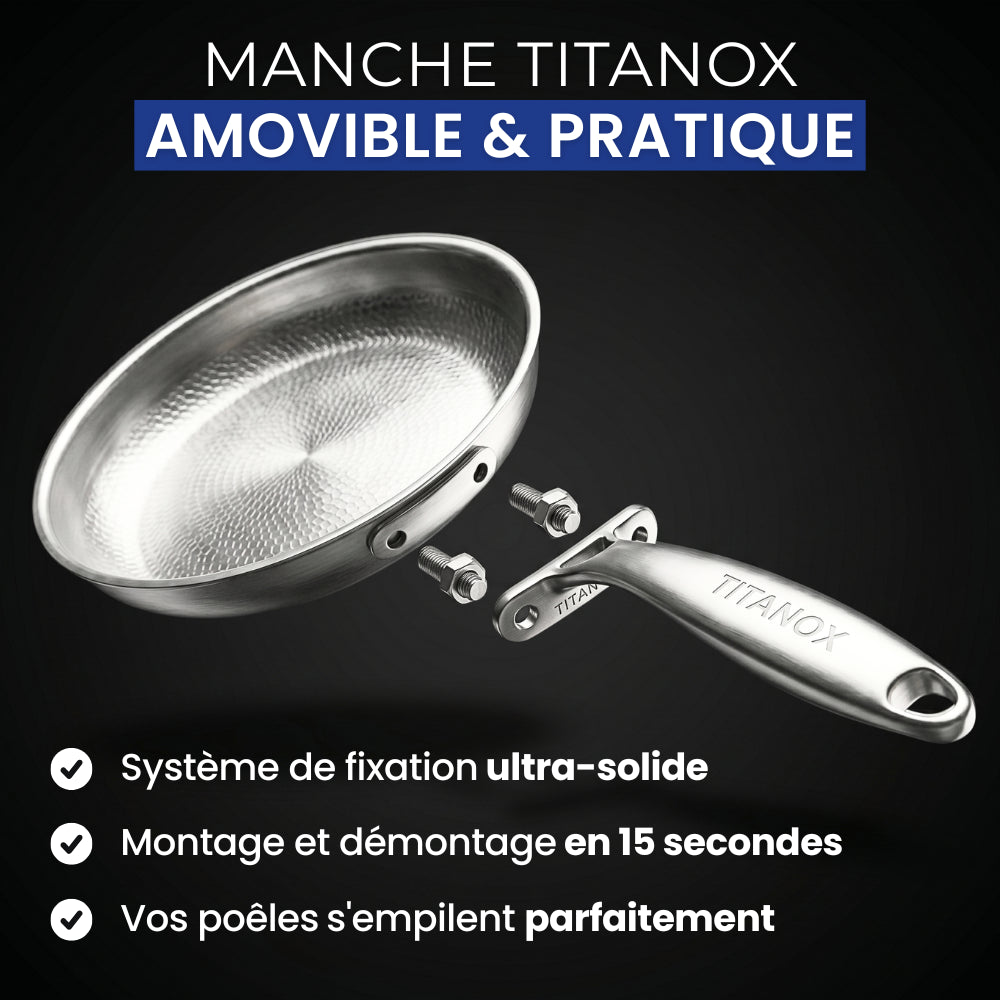 MANCHE TITANOX
AMOVIBLE & PRATIQUE
TITAN
TITANOX
Système de fixation ultra-solide
Montage et démontage en 15 secondes
Vos poêles s'empilent parfaitement